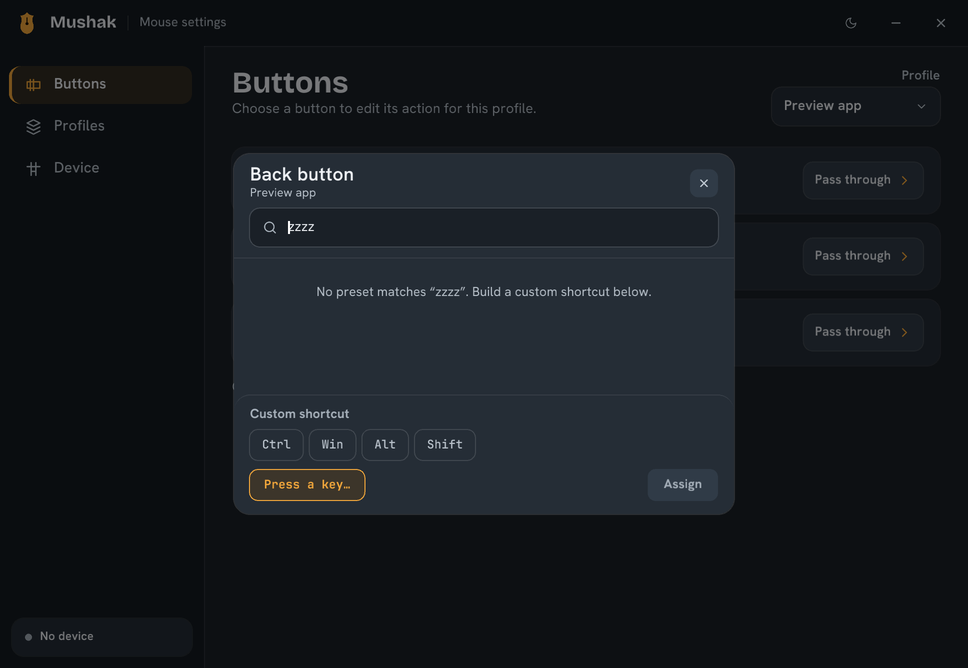 Mushak
Mouse settings
Buttons
Profiles
Device
No device
Buttons
Choose a button to edit its action for this profile.
Profile
Preview app
Pass through
Pass through
Pass through
Back button
Preview app
zzzz
No preset matches “zzzz”. Build a custom shortcut below.
Custom shortcut
Ctrl
Win
Alt
Shift
Press a key…
Assign